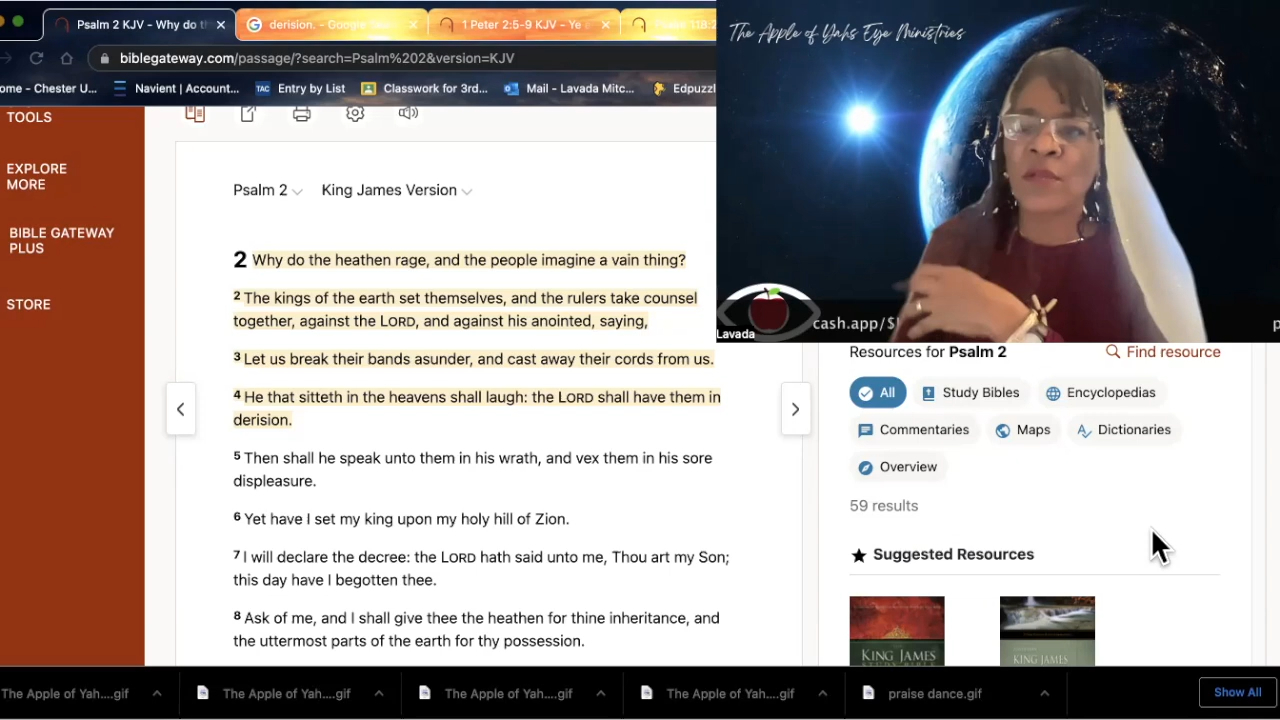 Psalm 2 KJV - Why do t
derision. - Google
1 Peter 2:5-9 KJV - Ye
biblegateway.com/passage/?search=Psalm%202&version=KJV
ome - Chester U...
Navient | Account...
TAC
Entry by List
Classwork for 3rd...
Mail - Lavada Mitc...
Edpuzzl
The Apple of Yahs Eye Ministries
TOOLS
EXPLORE
MORE
BIBLE GATEWAY
PLUS
STORE
Psalm 2
King James Version
2 Why do the heathen rage, and the people imagine a vain thing?
2 The kings of the earth set themselves, and the rulers take counsel
together, against the LORD, and against his anointed, saying,
3 Let us break their bands asunder, and cast away their cords from us.
4 He that sitteth in the heavens shall laugh: the LORD shall have them in
derision.
5 Then shall he speak unto them in his wrath, and vex them in his sore
displeasure.
6 Yet have I set my king upon my holy hill of Zion.
7 I will declare the decree: the LORD hath said unto me, Thou art my Son;
this day have I begotten thee.
8 Ask of me, and I shall give thee the heathen for thine inheritance, and
the uttermost parts of the earth for thy possession.
cash.app/$
Lavada
Resources for Psalm 2
Find resource
All
Study Bibles
Encyclopedias
Commentaries
Maps
Dictionaries
Overview
59 results
Suggested Resources
KING JAMES
KING JAMES
The Apple of Yah....gif
The Apple of Yah....gif
The Apple of Yah....gif
The Apple of Yah....gif
praise dance.gif
Show All